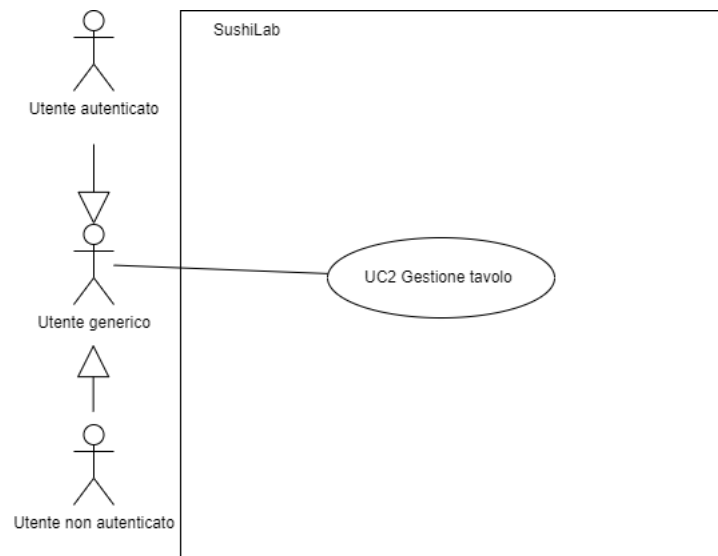 SushiLab
Utente autenticato
Utente generico
UC2 Gestione tavolo
Utente non autenticato